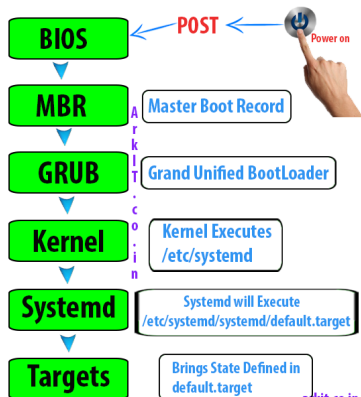 POST
Power on
BIOS
MBR
Master Boot Record
ArkIT.co.in
GRUB
Grand Unified BootLoader
Kernel
Kernel Executes
/etc/systemd
Systemd
Systemd will Execute
/etc/systemd/systemd/default.target
Targets
Brings State Defined in
default.target